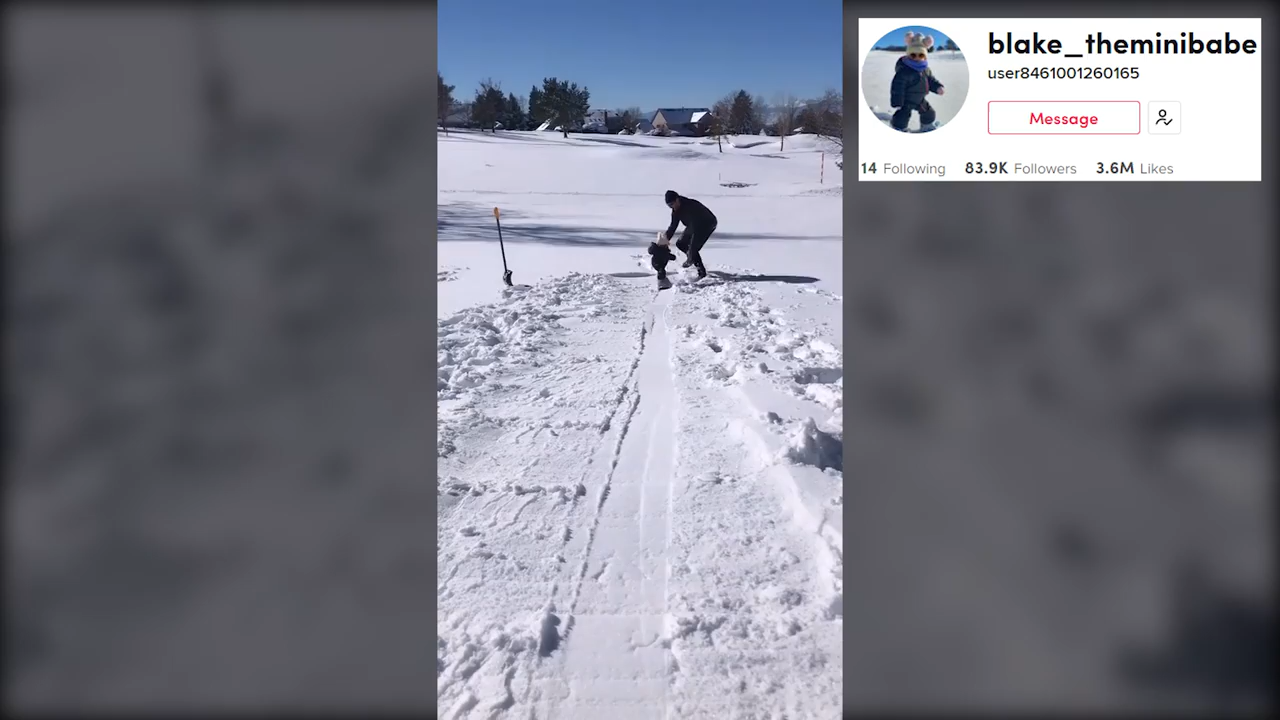 blake_theminibabe
user8461001260165
Message
14 Following 83.9K Followers 3.6M Likes